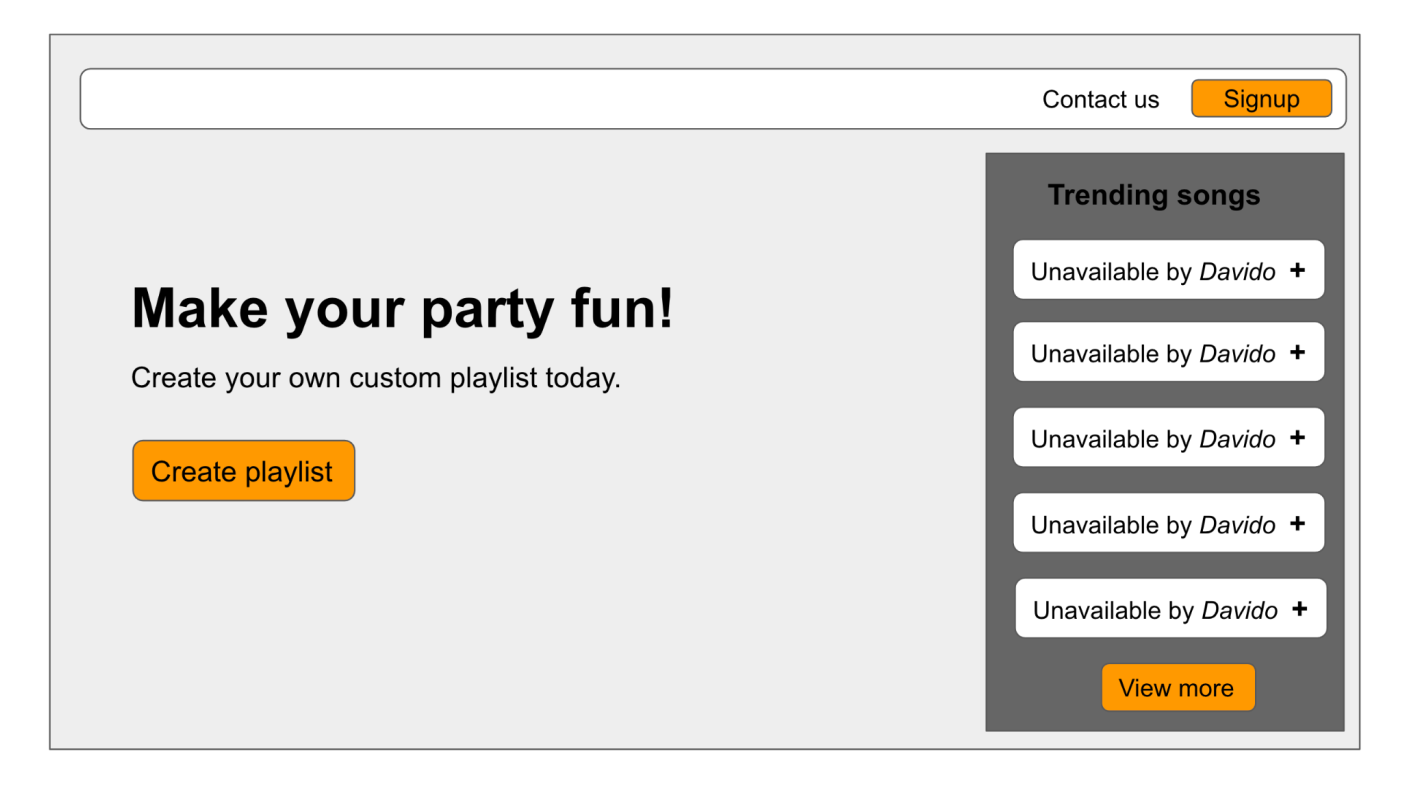 Contact us
Signup
Make your party fun!
Create your own custom playlist today.
Create playlist
Trending songs
Unavailable by Davido +
Unavailable by Davido +
Unavailable by Davido +
Unavailable by Davido +
Unavailable by Davido +
View more